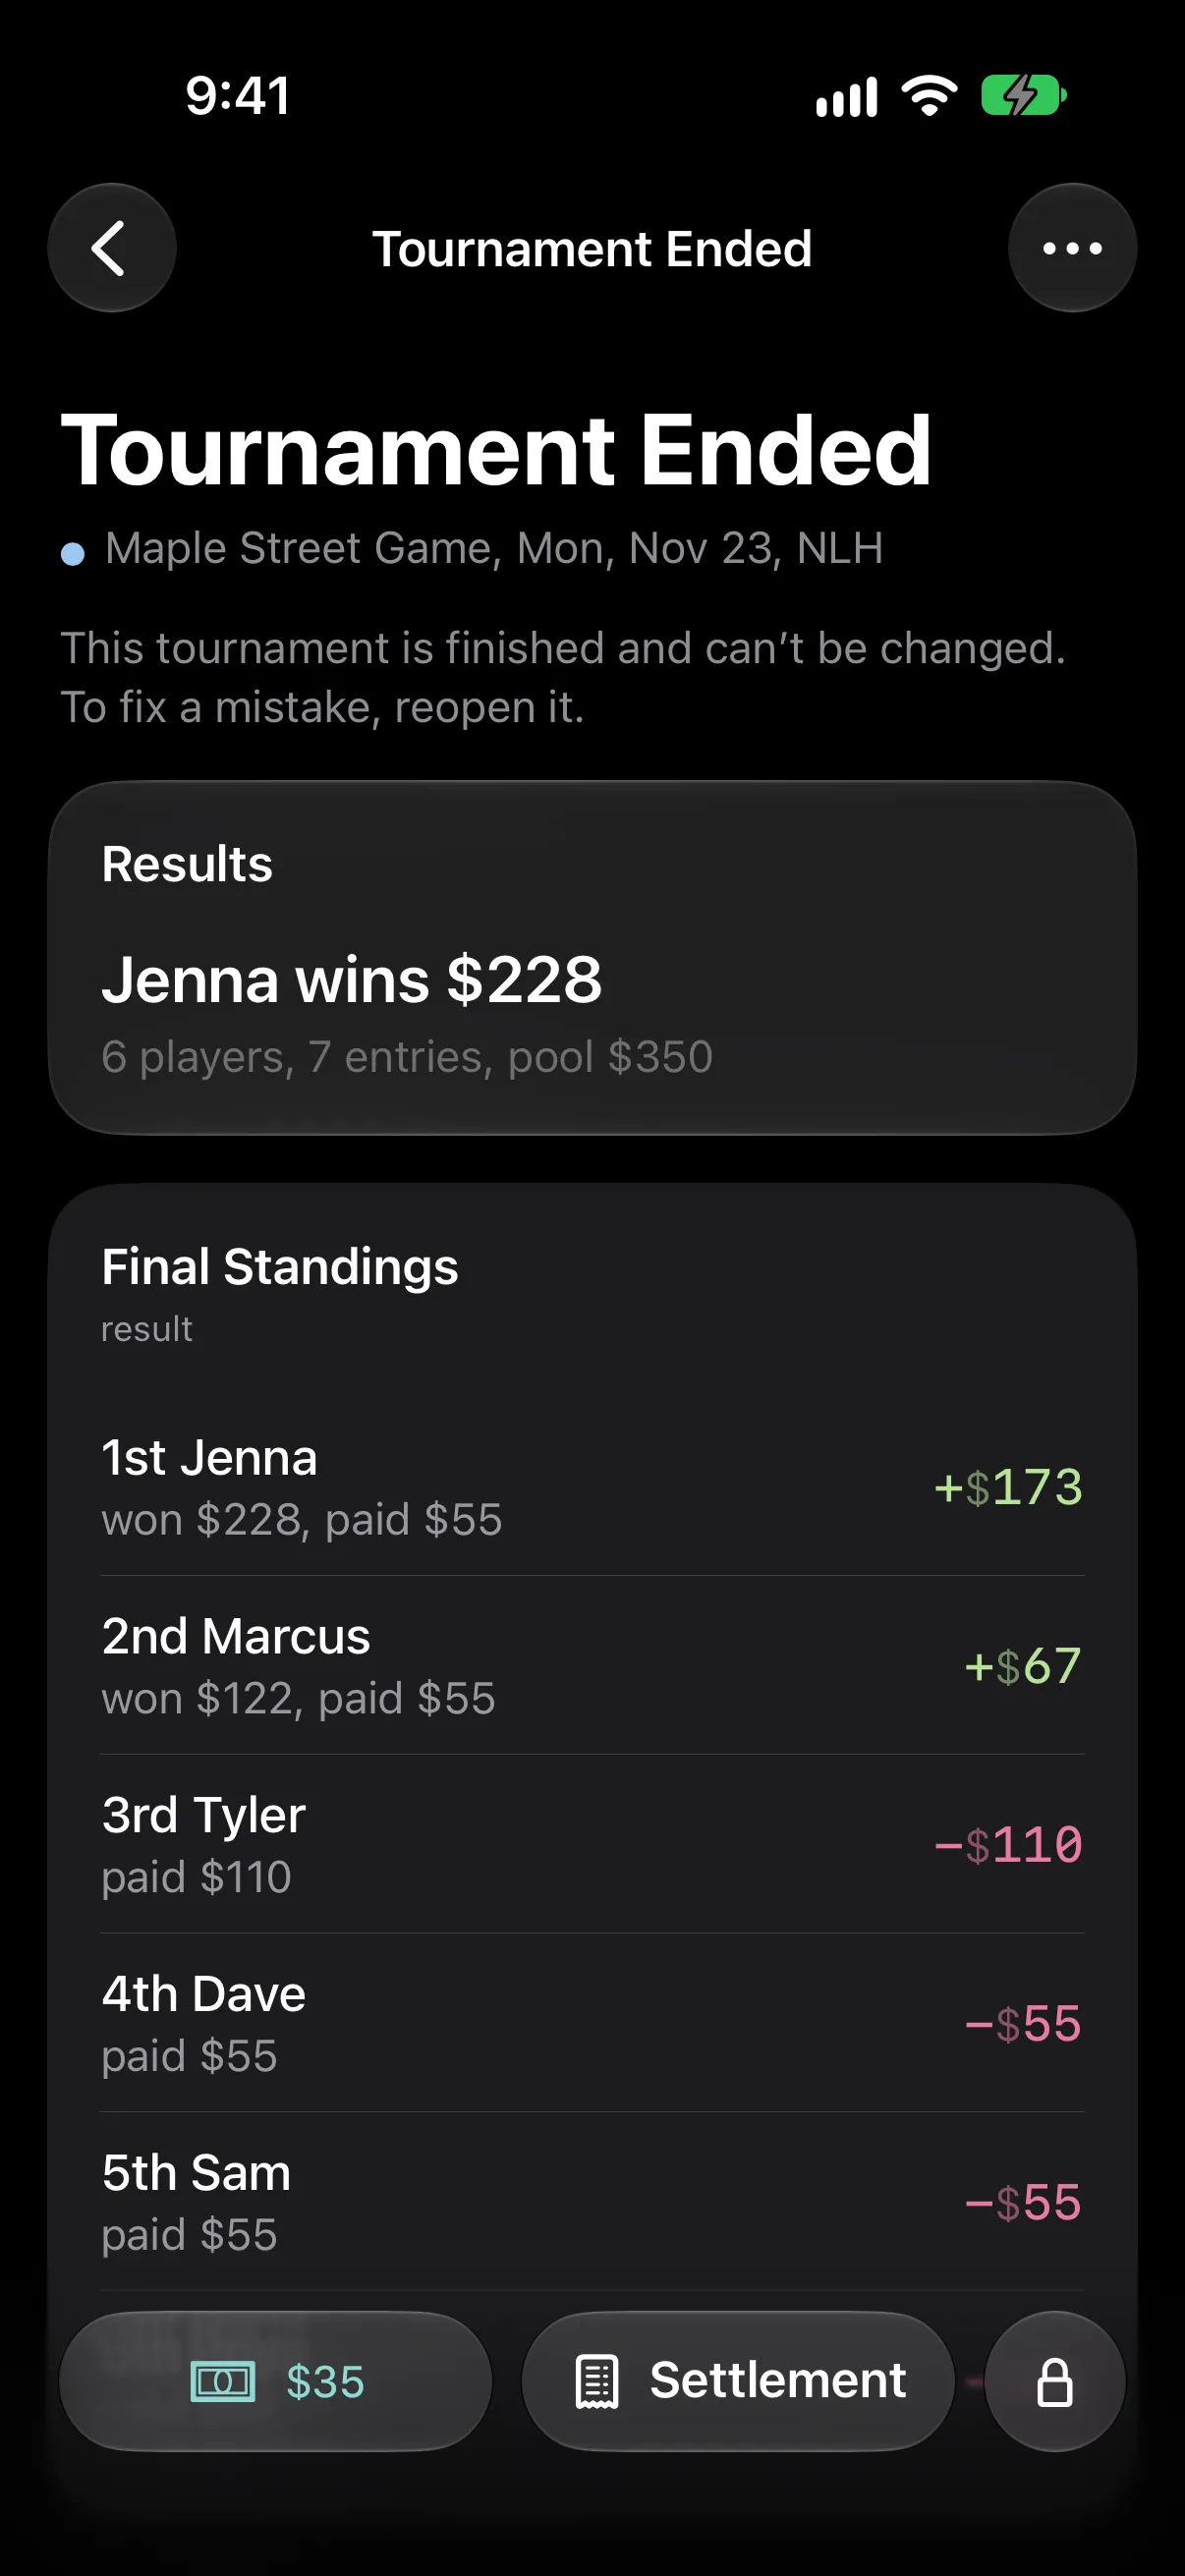 9:41
Tournament Ended
Tournament Ended
Maple Street Game, Mon, Nov 23, NLH
This tournament is finished and can’t be changed.
To fix a mistake, reopen it.
Results
Jenna wins $228
6 players, 7 entries, pool $350
Final Standings
result
1st Jenna
won $228, paid $55
+$173
2nd Marcus
won $122, paid $55
+$67
3rd Tyler
paid $110
−$110
4th Dave
paid $55
−$55
5th Sam
paid $55
−$55
$35
Settlement